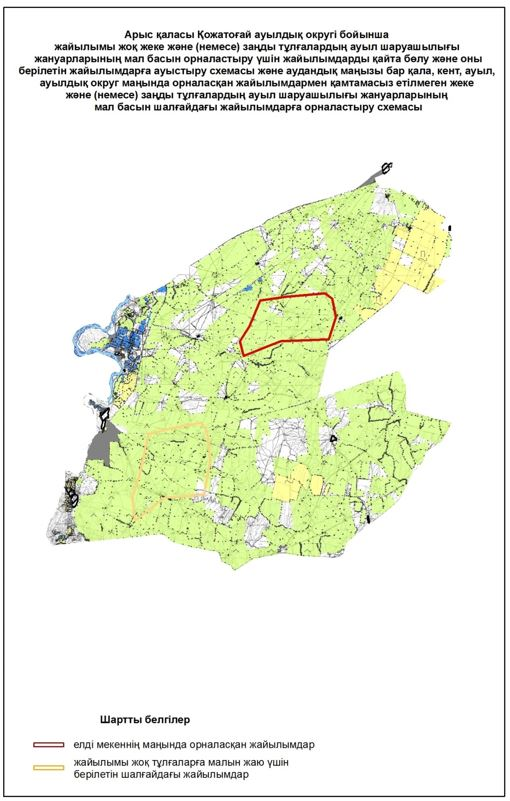 Арыс қаласы Қожатоғай ауылдық округі бойынша
жайылымы жоқ жеке және (немесе) заңды тұлғалардың ауыл шаруашылығы
жануарларының мал басын орналастыру үшін жайылымдарды қайта бөлу және оны
берілетін жайылымдарға ауыстыру схемасы және аудандық маңызы бар қала, кент, ауыл,
ауылдық округ маңында орналасқан жайылымдармен қамтамасыз етілмеген жеке
және (немесе) заңды тұлғалардың ауыл шаруашылығы жануарларының
мал басын шалғайдағы жайылымдарға орналастыру схемасы
Шартты белгілер
елді мекеннің маңында орналасқан жайылымдар
жайылымы жоқ тұлғаларға малын жаю үшін
берілетін шалғайдағы жайылымдар